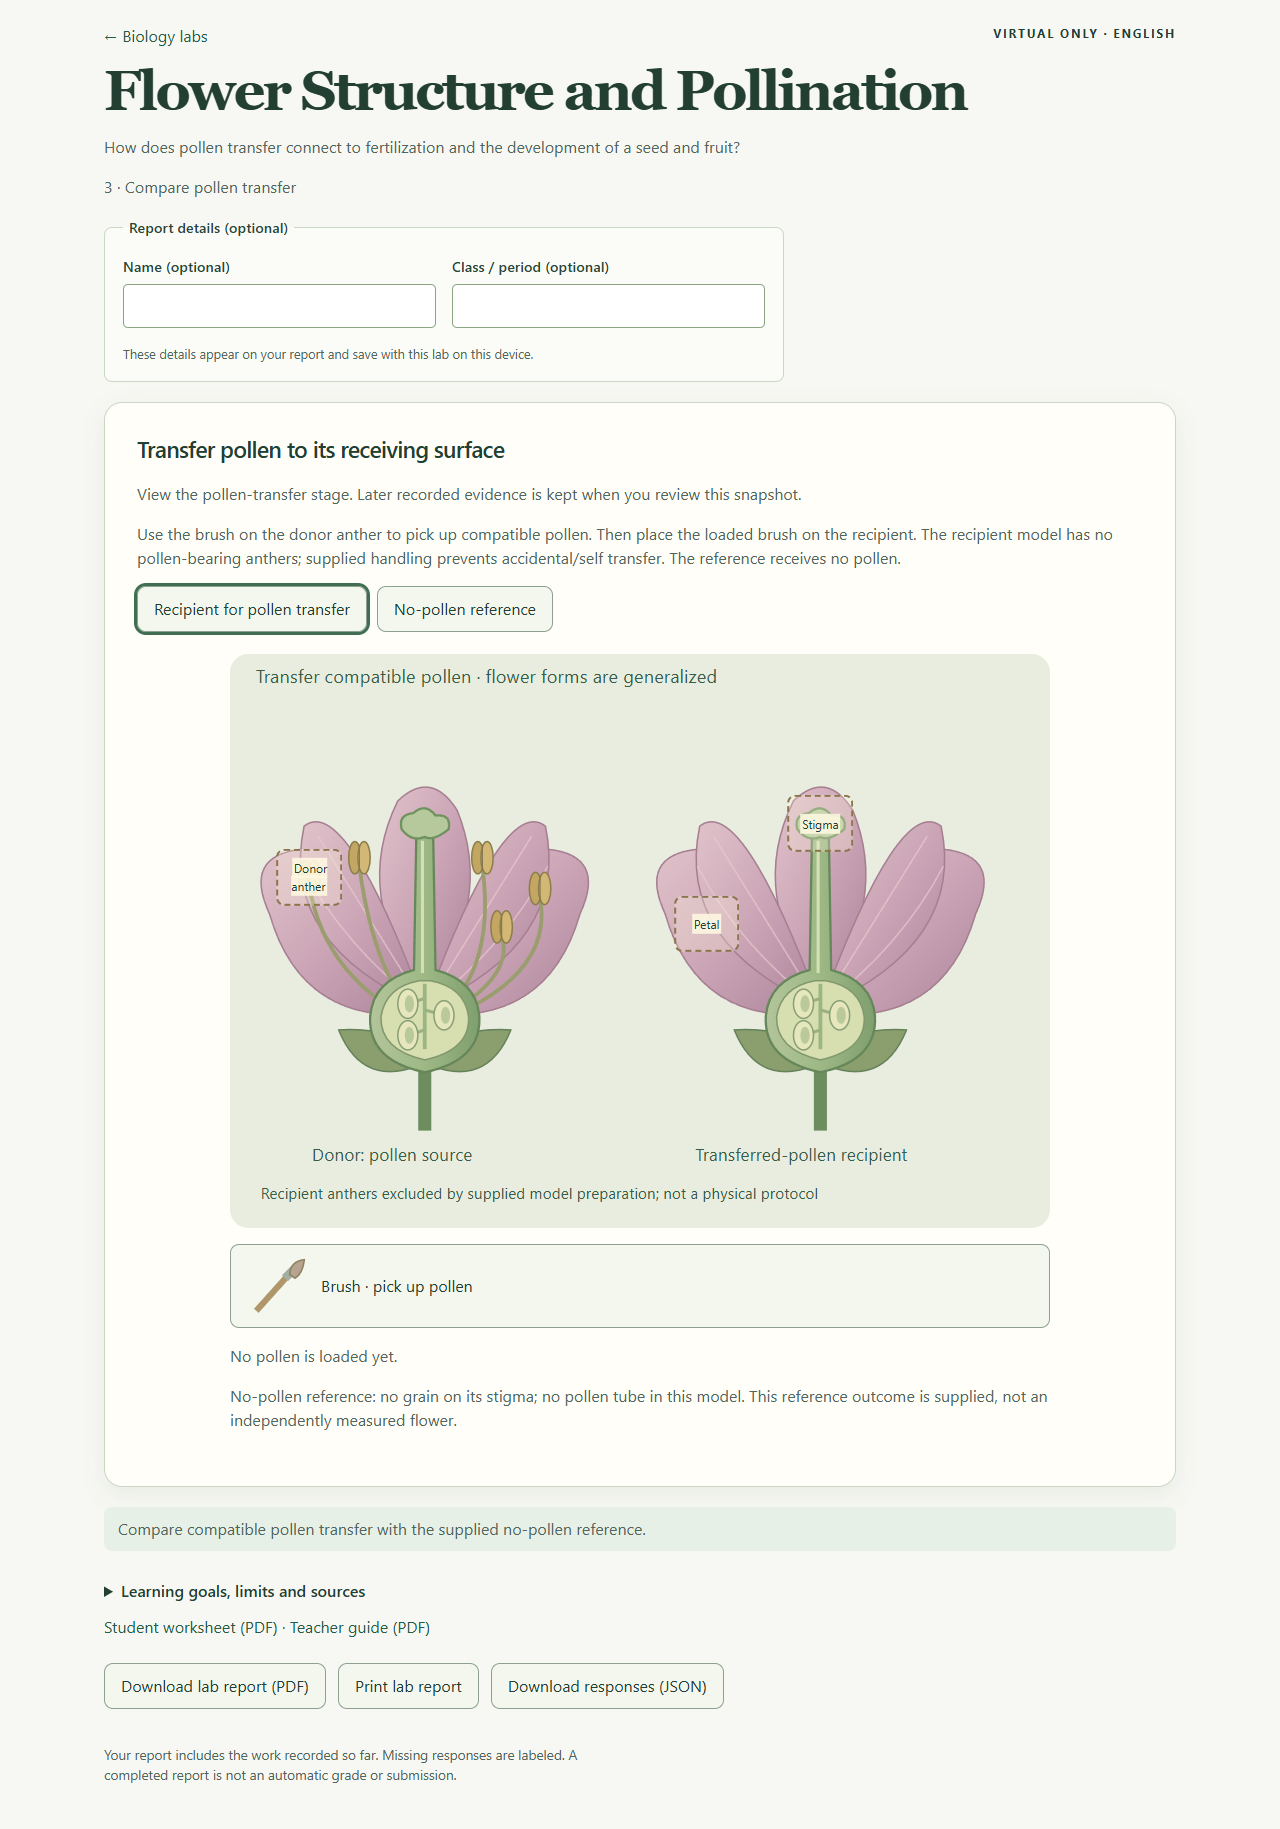 ← Biology labs
VIRTUAL ONLY · ENGLISH
Flower Structure and Pollination
How does pollen transfer connect to fertilization and the development of a seed and fruit?
3 · Compare pollen transfer
Report details (optional)
Name (optional)
Class / period (optional)
These details appear on your report and save with this lab on this device.
Transfer pollen to its receiving surface
View the pollen-transfer stage. Later recorded evidence is kept when you review this snapshot.
Use the brush on the donor anther to pick up compatible pollen. Then place the loaded brush on the recipient. The recipient model has no
pollen-bearing anthers; supplied handling prevents accidental/self transfer. The reference receives no pollen.
Recipient for pollen transfer
No-pollen reference
Transfer compatible pollen · flower forms are generalized
Donor
anther
Stigma
Petal
Donor: pollen source
Transferred-pollen recipient
Recipient anthers excluded by supplied model preparation; not a physical protocol
Brush · pick up pollen
No pollen is loaded yet.
No-pollen reference: no grain on its stigma; no pollen tube in this model. This reference outcome is supplied, not an
independently measured flower.
Compare compatible pollen transfer with the supplied no-pollen reference.
▶ Learning goals, limits and sources
Student worksheet (PDF) · Teacher guide (PDF)
Download lab report (PDF)
Print lab report
Download responses (JSON)
Your report includes the work recorded so far. Missing responses are labeled. A
completed report is not an automatic grade or submission.